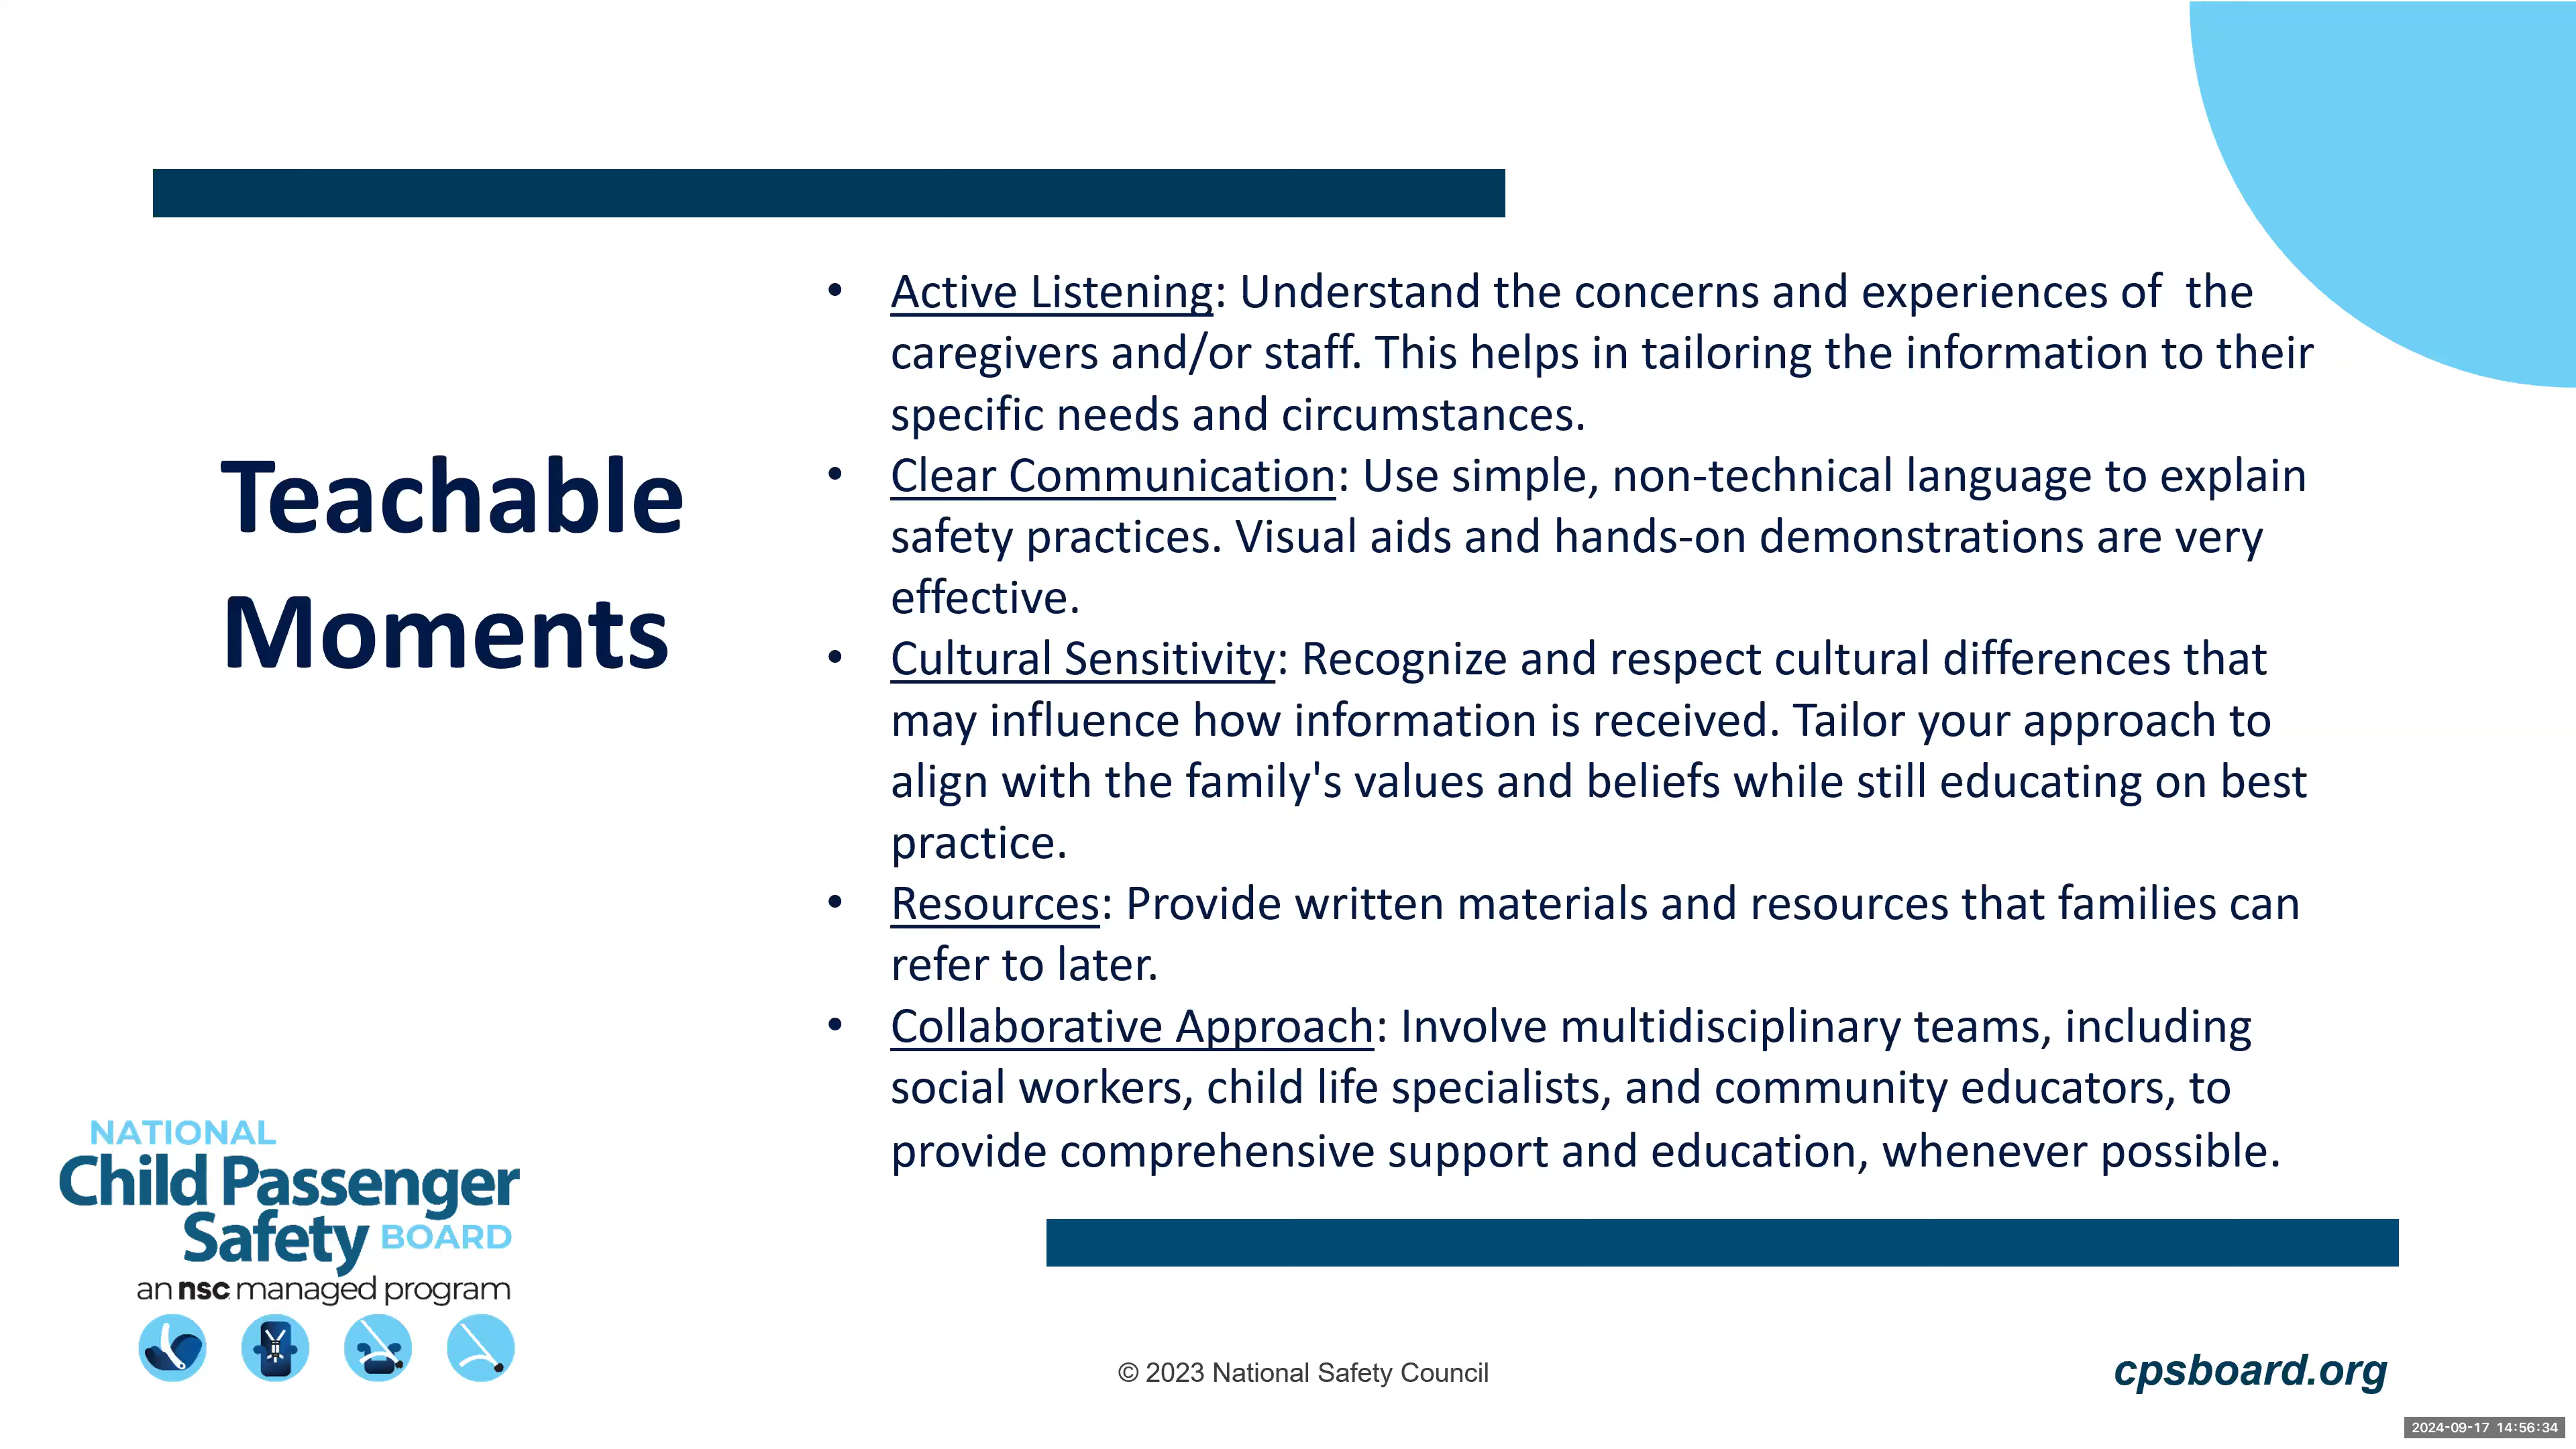 Teachable
Moments
• Active Listening: Understand the concerns and experiences of  the
caregivers and/or staff. This helps in tailoring the information to their
specific needs and circumstances.
• Clear Communication: Use simple, non-technical language to explain
safety practices. Visual aids and hands-on demonstrations are very
effective.
• Cultural Sensitivity: Recognize and respect cultural differences that
may influence how information is received. Tailor your approach to
align with the family's values and beliefs while still educating on best
practice.
• Resources: Provide written materials and resources that families can
refer to later.
• Collaborative Approach: Involve multidisciplinary teams, including
social workers, child life specialists, and community educators, to
provide comprehensive support and education, whenever possible.
NATIONAL
Child Passenger
Safety BOARD
an nsc managed program
© 2023 National Safety Council
cpsboard.org
2024-09-17 14:56:34